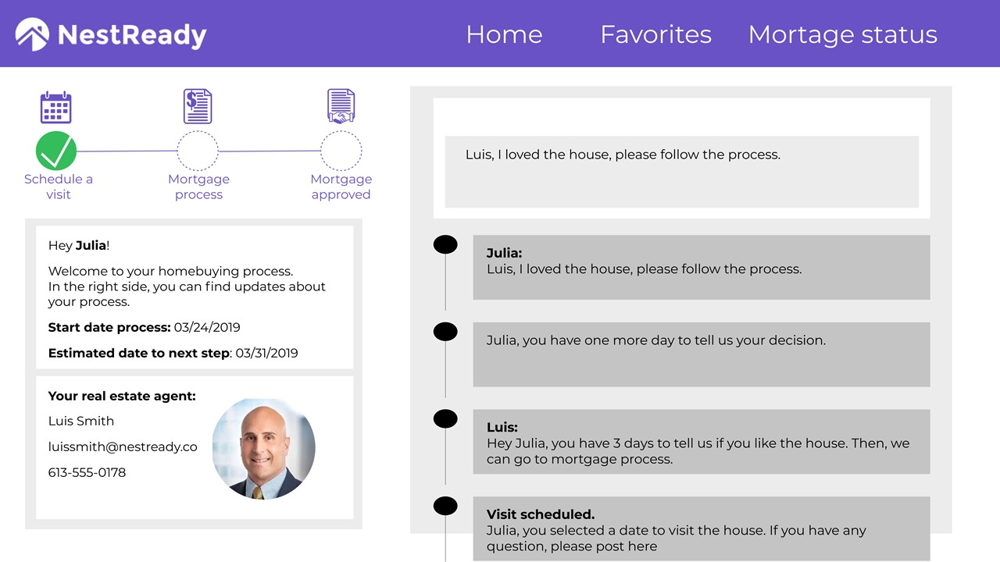 NestReady
Home
Favorites
Mortage status
Schedule a
visit
Mortgage
process
Mortgage
approved
Hey Julia!
Welcome to your homebuying process.
In the right side, you can find updates about
your process.
Start date process: 03/24/2019
Estimated date to next step: 03/31/2019
Your real estate agent:
Luis Smith
luissmith@nestready.co
613-555-0178
Luis, I loved the house, please follow the process.
Julia:
Luis, I loved the house, please follow the process.
Julia, you have one more day to tell us your decision.
Luis:
Hey Julia, you have 3 days to tell us if you like the house. Then, we
can go to mortgage process.
Visit scheduled.
Julia, you selected a date to visit the house. If you have any
question, please post here